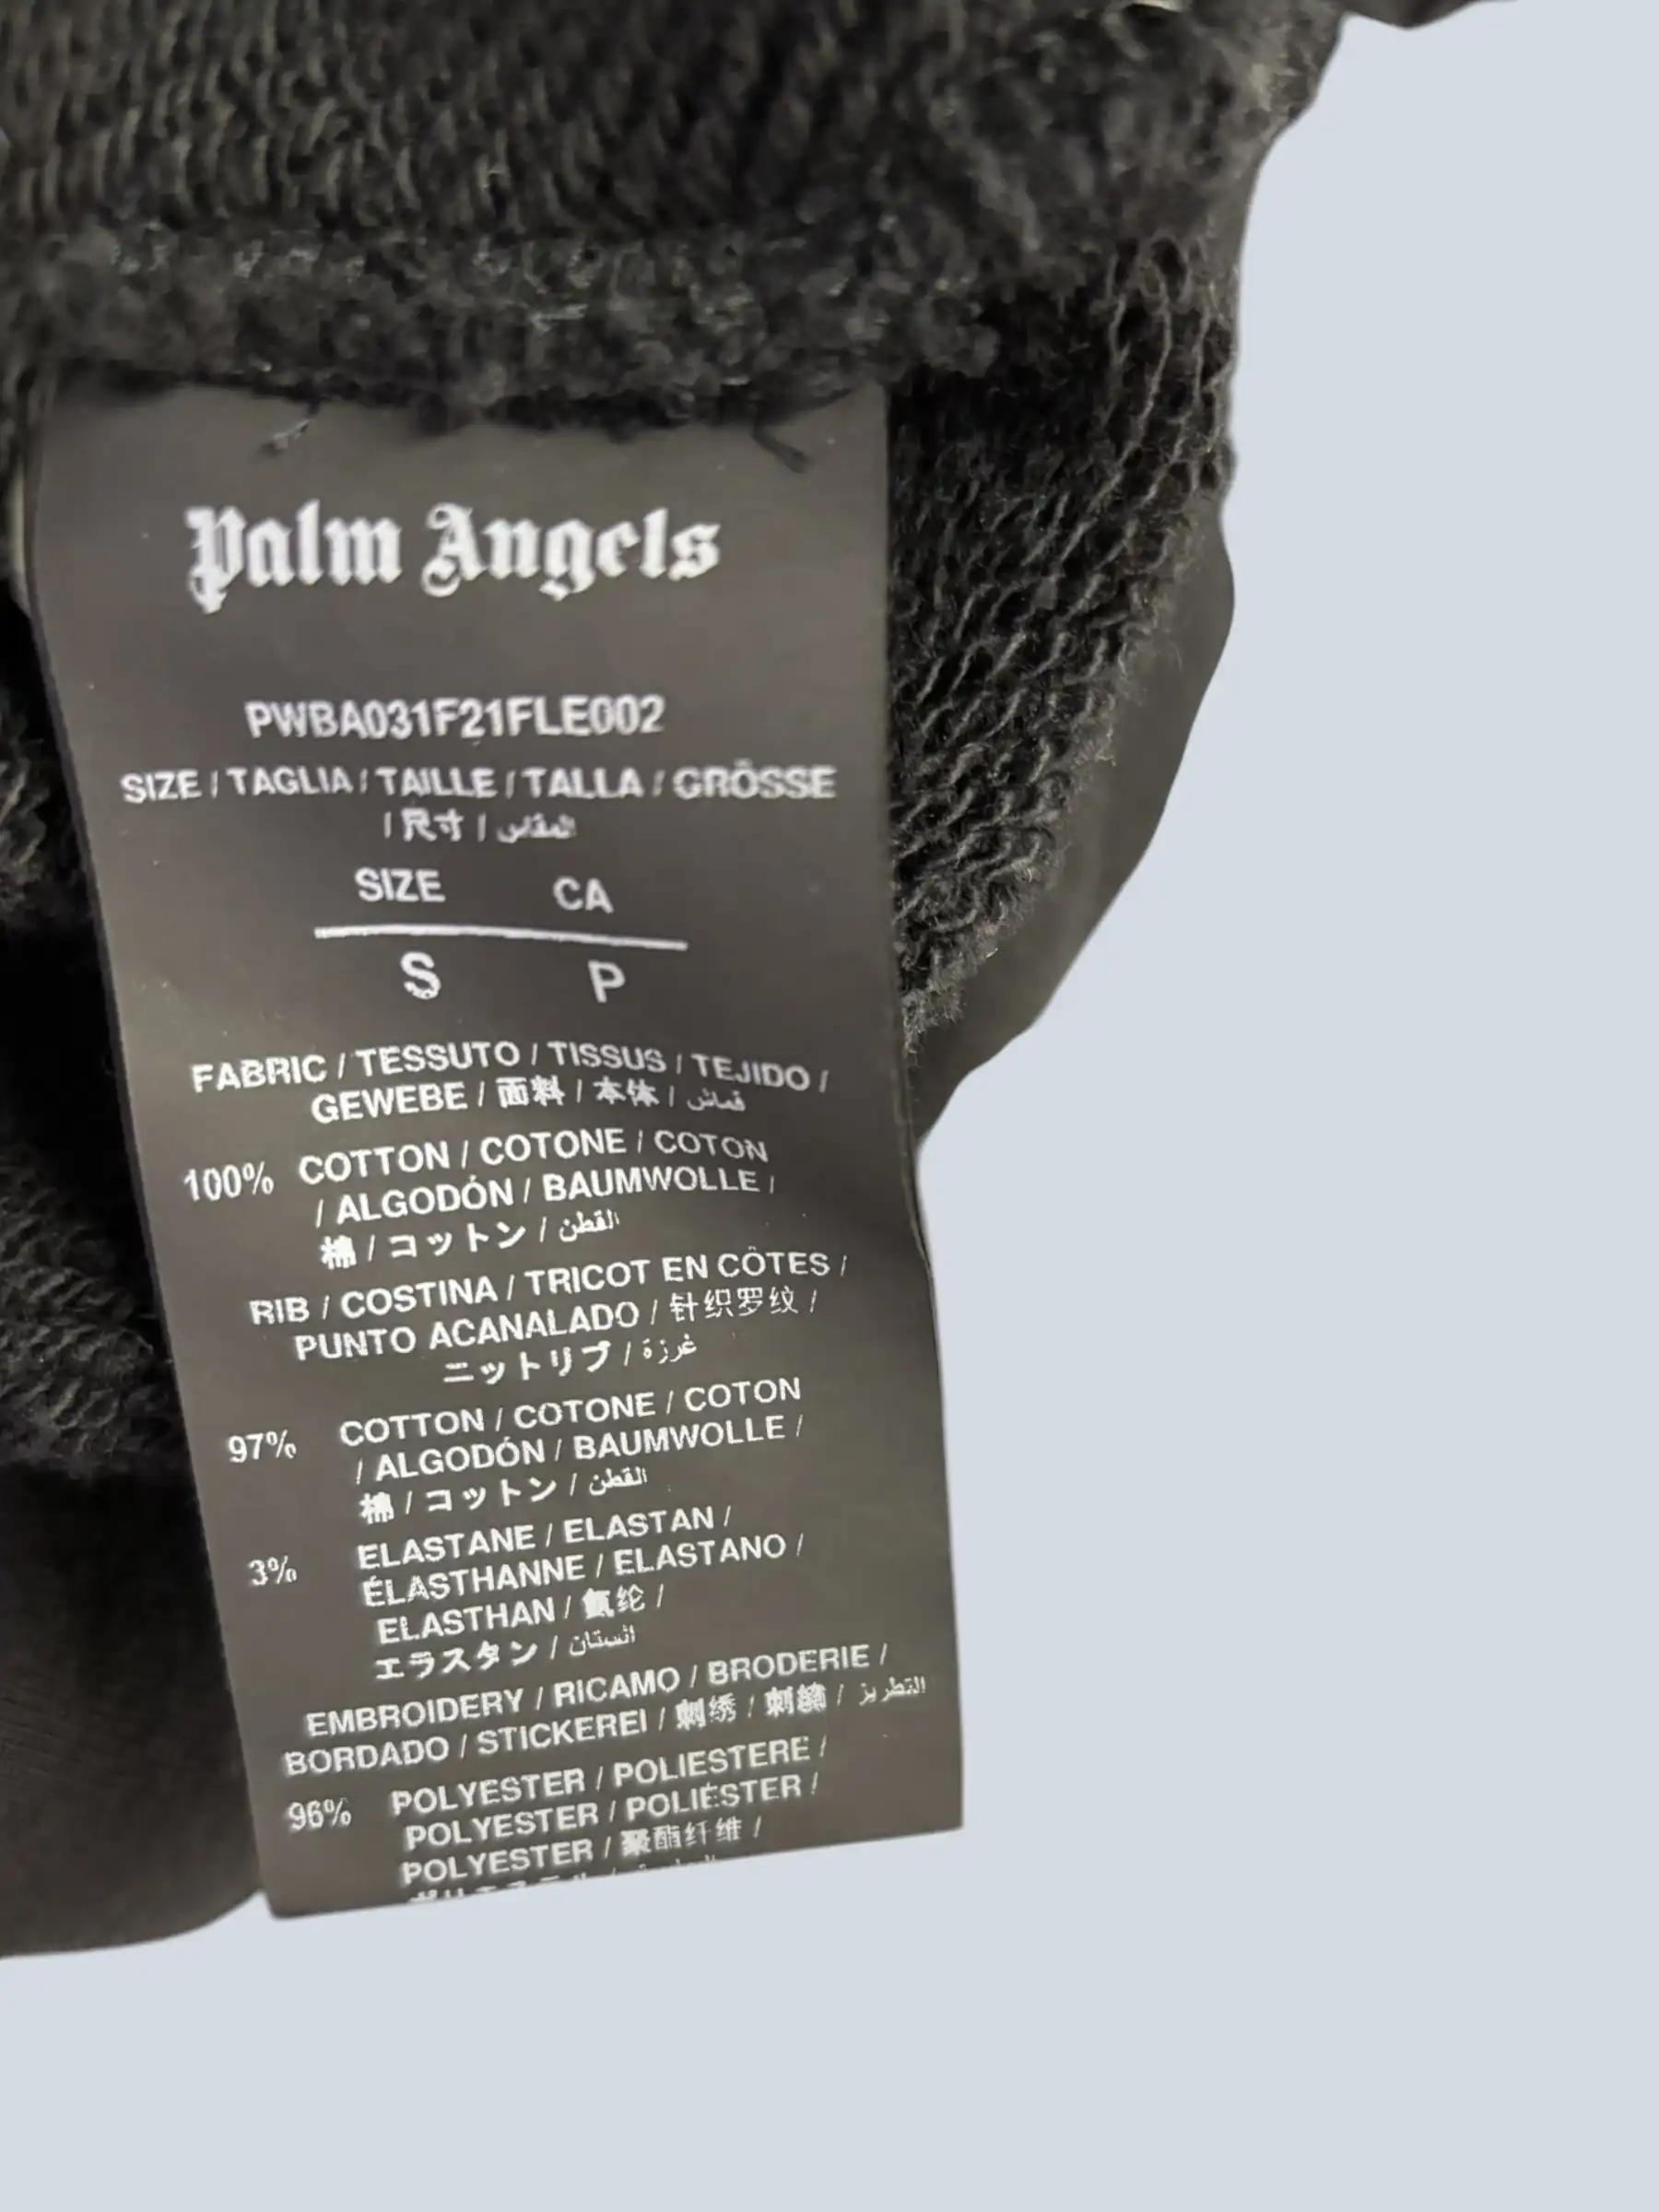 Palm Angels
PWBA031F21FLE002
SIZE / TAGLIA / TAILLE / TALLA / GRÖSSE
/ 尺寸 / المقاس
SIZE CA
S P
FABRIC / TESSUTO / TISSUS / TEJIDO /
GEWEBE / 面料 / 本体 / قماش
100% COTTON / COTONE / COTON
/ ALGODÓN / BAUMWOLLE /
棉 / コットン / القطن
RIB / COSTINA / TRICOT EN CÔTES /
PUNTO ACANALADO / 针织罗纹 /
ニットリブ / غرزة
97% COTTON / COTONE / COTON
/ ALGODÓN / BAUMWOLLE /
棉 / コットン / القطن
3% ELASTANE / ELASTAN /
ÉLASTHANNE / ELASTANO /
ELASTHAN / 氨纶 /
エラスタン /
EMBROIDERY / RICAMO / BRODERIE /
BORDADO / STICKEREI / 刺绣 / 刺繍 / التطريز
96% POLYESTER / POLIESTERE /
POLYESTER / POLIÉSTER /
POLYESTER / 聚酯纤维 /